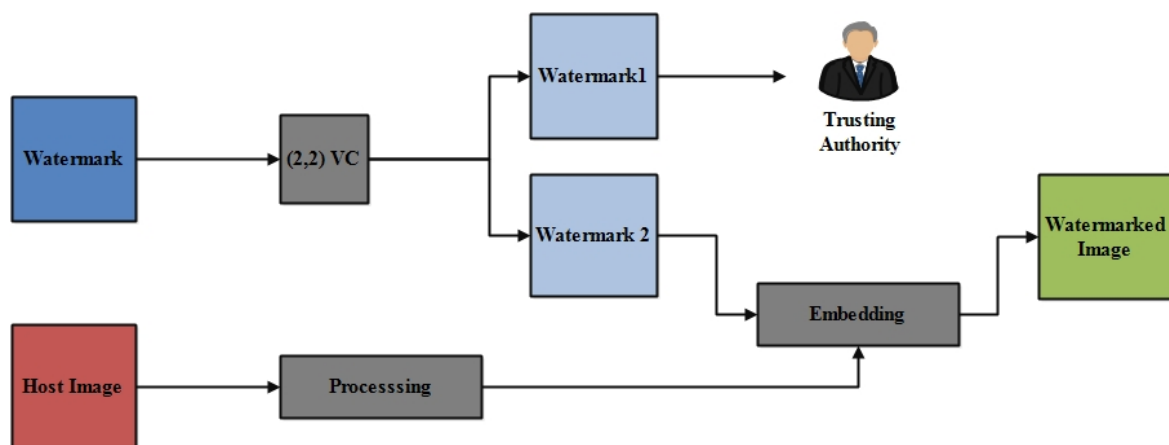 Watermark
(2,2) VC
Watermark1
Trusting
Authority
Watermark 2
Watermarked
Image
Embedding
Host Image
Processsing